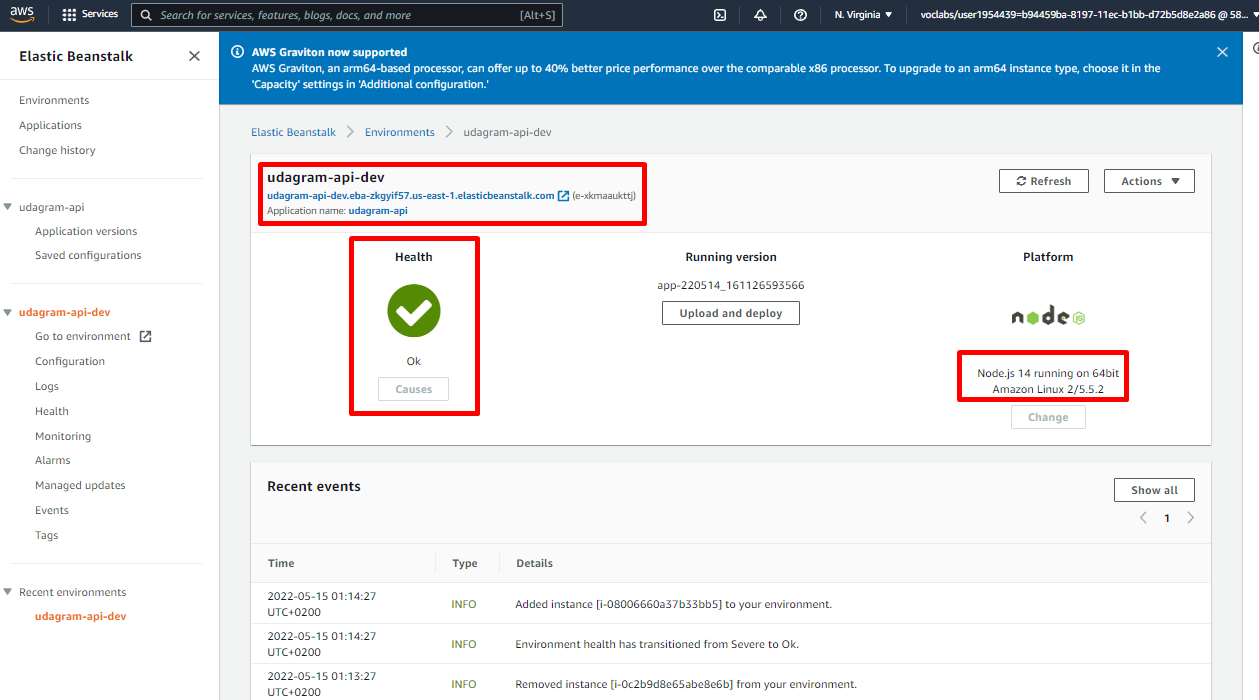 aws
Services
Search for services, features, blogs, docs, and more
[Alt+S]
N. Virginia
voclabs/user1954439=b94459ba-8197-11ec-b1bb-d72b5d8e2a86 @ 58...
Elastic Beanstalk
Environments
Applications
Change history
udagram-api
Application versions
Saved configurations
udagram-api-dev
Go to environment
Configuration
Logs
Health
Monitoring
Alarms
Managed updates
Events
Tags
Recent environments
udagram-api-dev
AWS Graviton now supported
AWS Graviton, an arm64-based processor, can offer up to 40% better price performance over the comparable x86 processor. To upgrade to an arm64 instance type, choose it in the
'Capacity' settings in 'Additional configuration.'
Elastic Beanstalk > Environments > udagram-api-dev
udagram-api-dev
udagram-api-dev.eba-zkgyif57.us-east-1.elasticbeanstalk.com (e-xkmaaukttj)
Application name: udagram-api
Refresh
Actions
Health
Ok
Causes
Running version
app-220514_161126593566
Upload and deploy
Platform
node JS
Node.js 14 running on 64bit
Amazon Linux 2/5.5.2
Change
Recent events
Show all
1
Time Type Details
2022-05-15 01:14:27
UTC+0200
INFO
Added instance [i-08006660a37b33bb5] to your environment.
2022-05-15 01:14:27
UTC+0200
INFO
Environment health has transitioned from Severe to Ok.
2022-05-15 01:13:27
UTC+0200
INFO
Removed instance [i-0c2b9d8e65abe8e6b] from your environment.